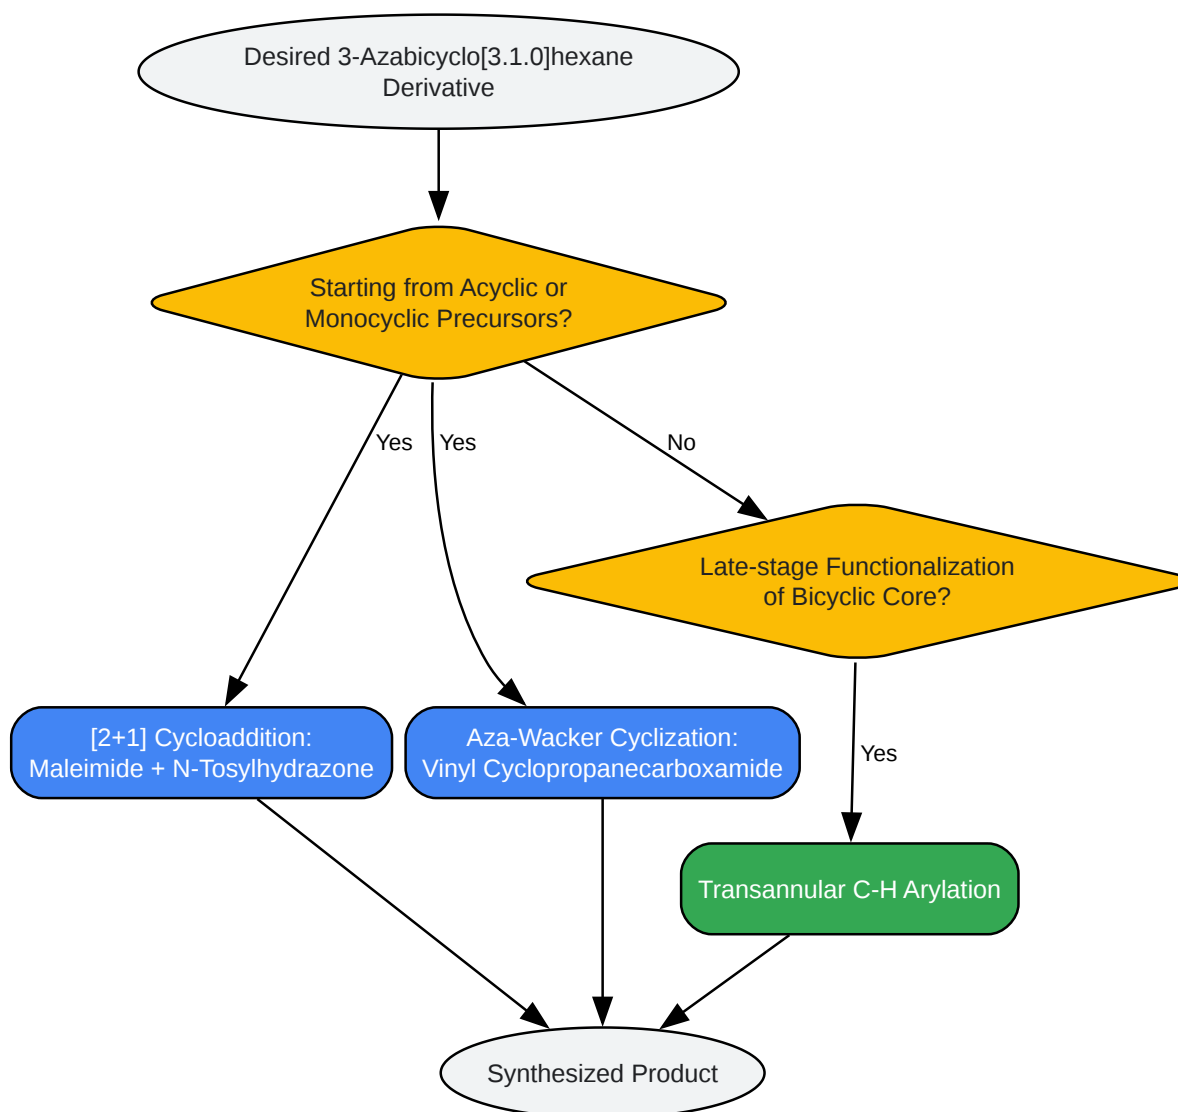 Desired 3-Azabicyclo[3.1.0]hexane
Derivative
Starting from Acyclic or
Monocyclic Precursors?
Yes
Yes
No
Late-stage Functionalization
of Bicyclic Core?
[2+1] Cycloaddition:
Maleimide + N-Tosylhydrazone
Aza-Wacker Cyclization:
Vinyl Cyclopropanecarboxamide
Yes
Transannular C-H Arylation
Synthesized Product